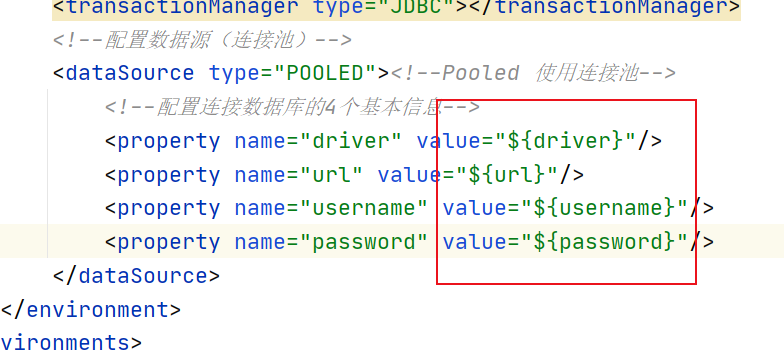 <transactionManager type="JDBC"></transactionManager>
<!--配置数据源（连接池）-->
<dataSource type="POOLED"><!--Pooled 使用连接池-->
<!--配置连接数据库的4个基本信息-->
<property name="driver" value="${driver}"/>
<property name="url" value="${url}"/>
<property name="username" value="${username}"/>
<property name="password" value="${password}"/>
</dataSource>
</environment>
vironments>